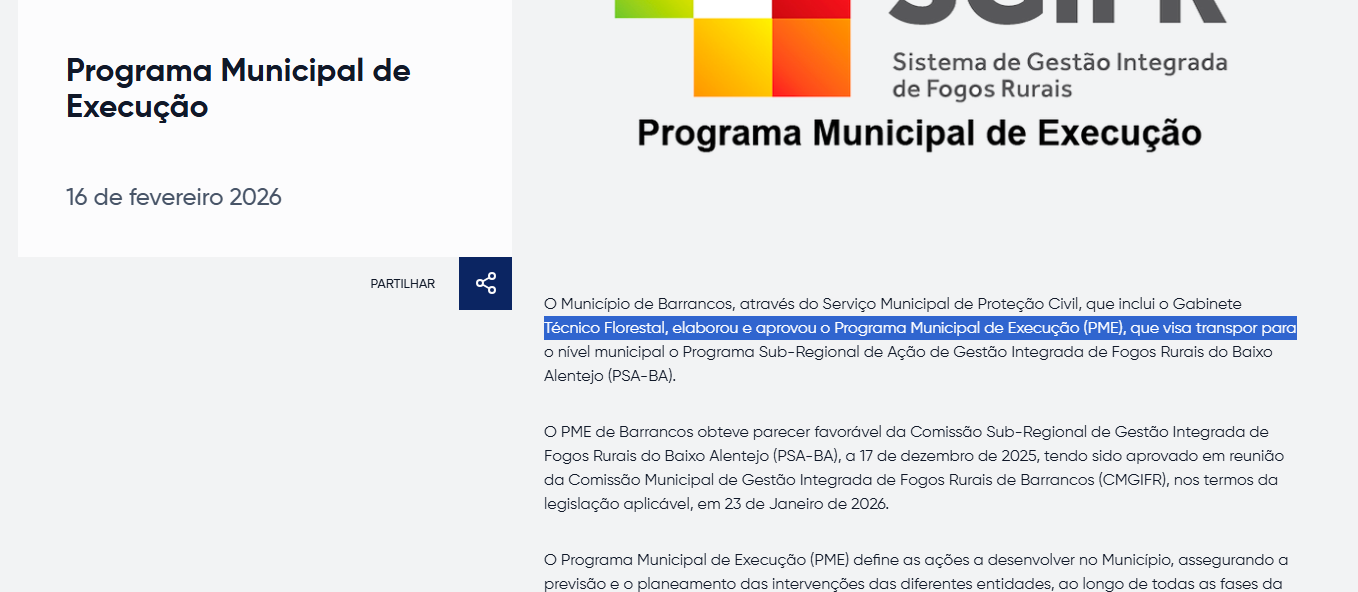 Programa Municipal de
Execução
16 de fevereiro 2026
PARTILHAR
SGIFR
Sistema de Gestão Integrada
de Fogos Rurais
Programa Municipal de Execução
O Município de Barrancos, através do Serviço Municipal de Proteção Civil, que inclui o Gabinete
Técnico Florestal, elaborou e aprovou o Programa Municipal de Execução (PME), que visa transpor para
o nível municipal o Programa Sub-Regional de Ação de Gestão Integrada de Fogos Rurais do Baixo
Alentejo (PSA-BA).
O PME de Barrancos obteve parecer favorável da Comissão Sub-Regional de Gestão Integrada de
Fogos Rurais do Baixo Alentejo (PSA-BA), a 17 de dezembro de 2025, tendo sido aprovado em reunião
da Comissão Municipal de Gestão Integrada de Fogos Rurais de Barrancos (CMGIFR), nos termos da
legislação aplicável, em 23 de Janeiro de 2026.
O Programa Municipal de Execução (PME) define as ações a desenvolver no Município, assegurando a
previsão e o planeamento das intervenções das diferentes entidades, ao longo de todas as fases da